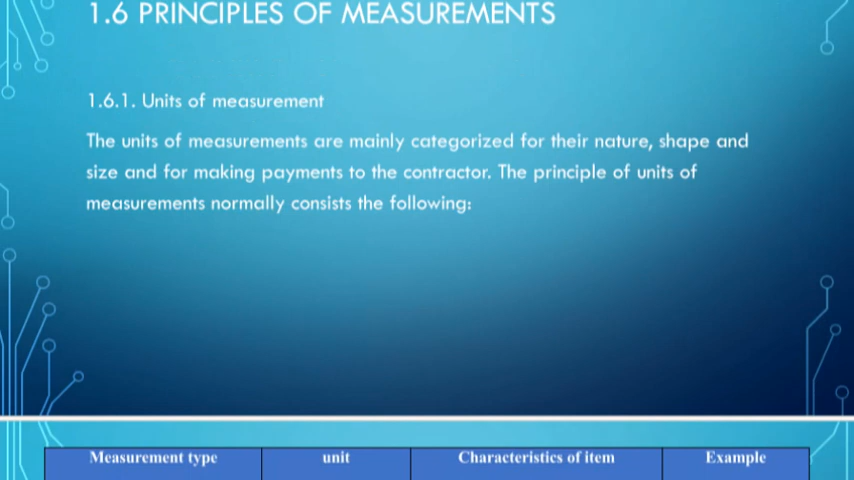 1.6 PRINCIPLES OF MEASUREMENTS
1.6.1. Units of measurement
The units of measurements are mainly categorized for their nature, shape and
size and for making payments to the contractor. The principle of units of
measurements normally consists the following:
Measurement type unit Characteristics of item Example